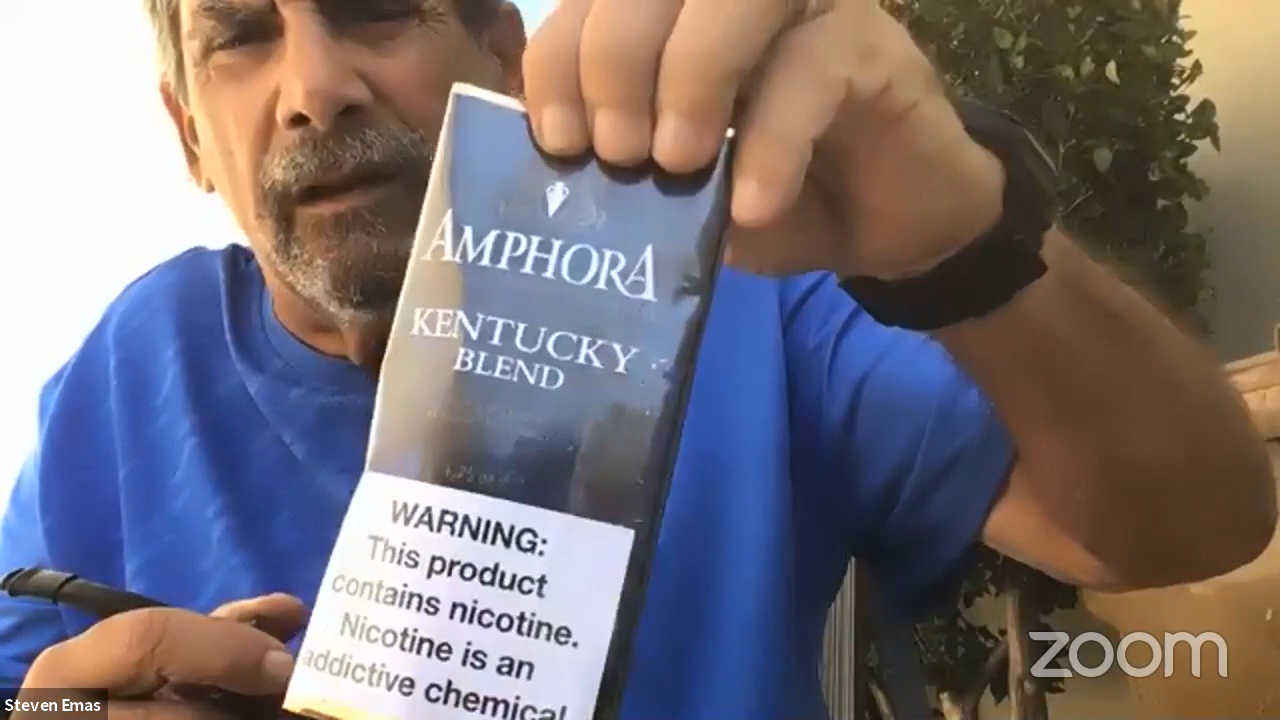 AMPHORA
KENTUCKY
BLEND
WARNING:
This product
contains nicotine.
Nicotine is an
addictive chemical
zoom
Steven Emas